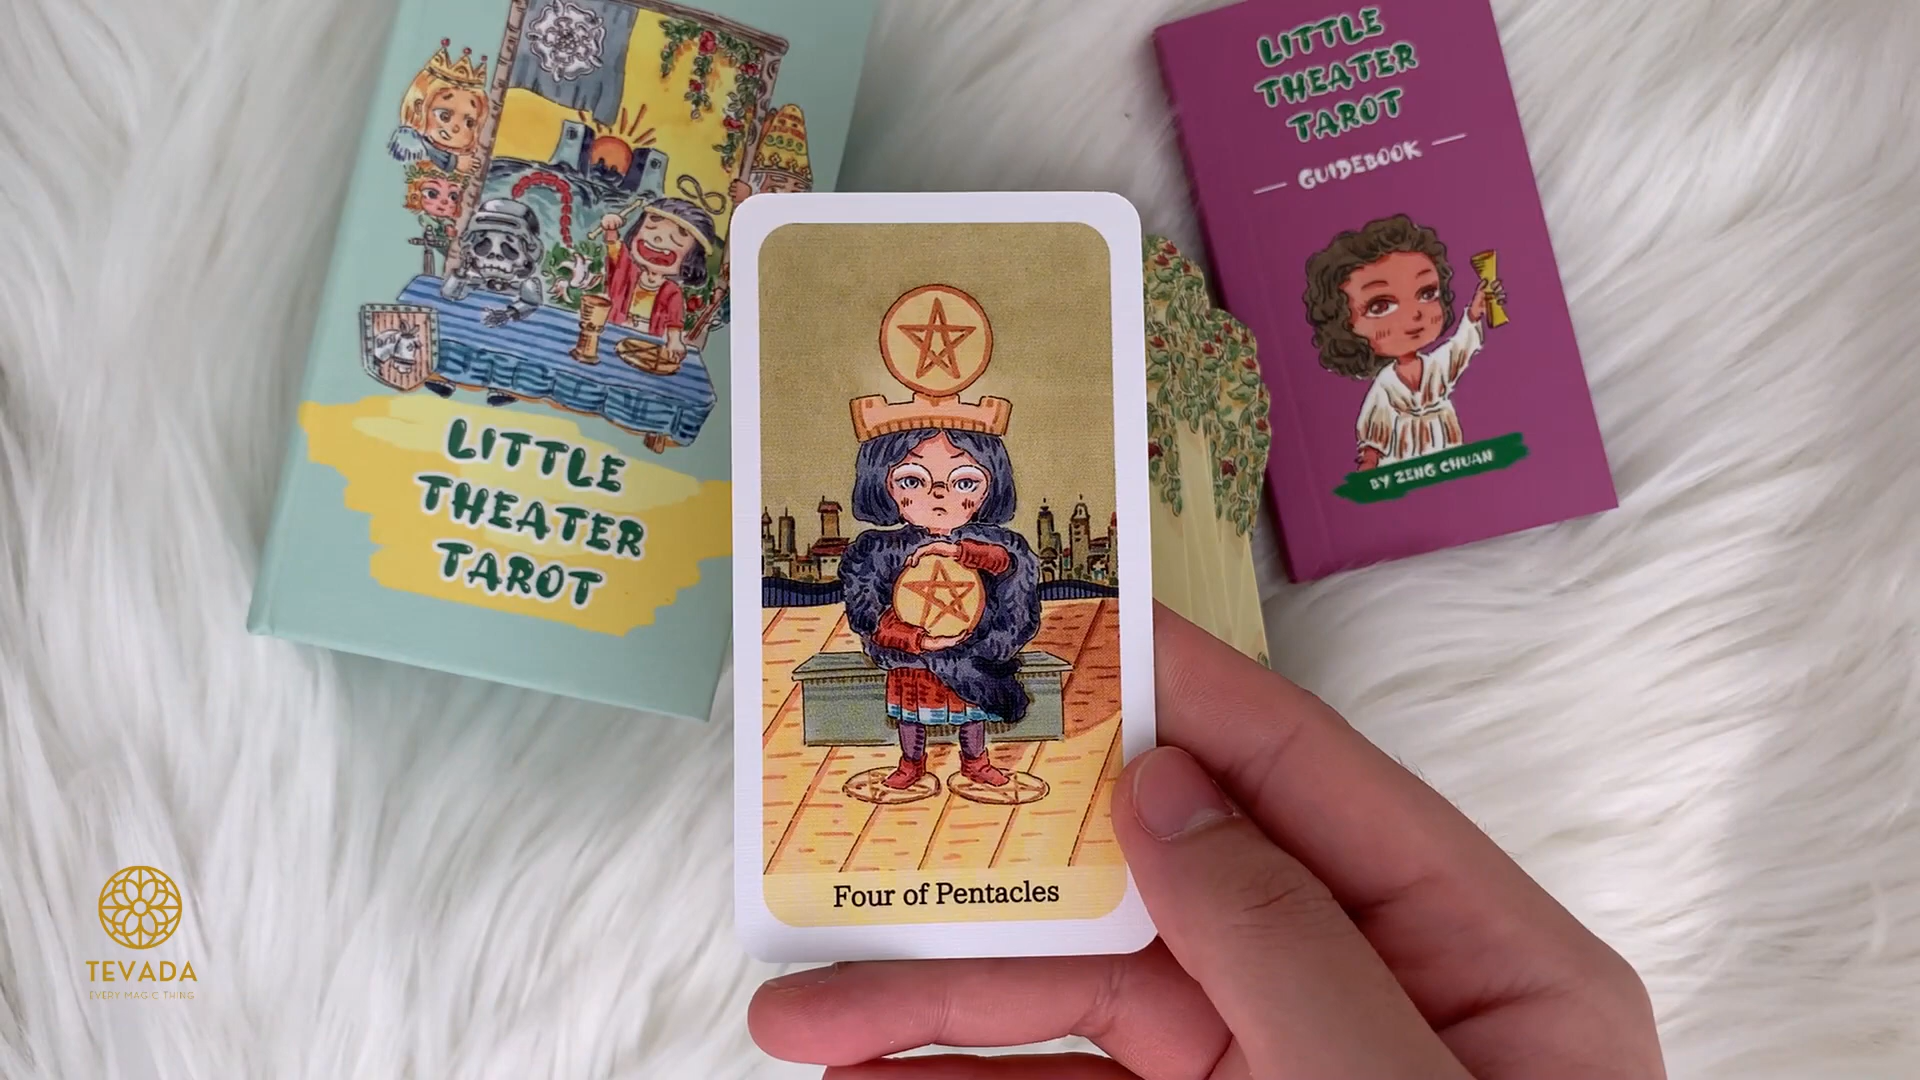 LITTLE
THEATER
TAROT
LITTLE
THEATER
TAROT
GUIDEBOOK
BY ZENG CHUAN
Four of Pentacles
TEVADA
EVERY MAGIC THING